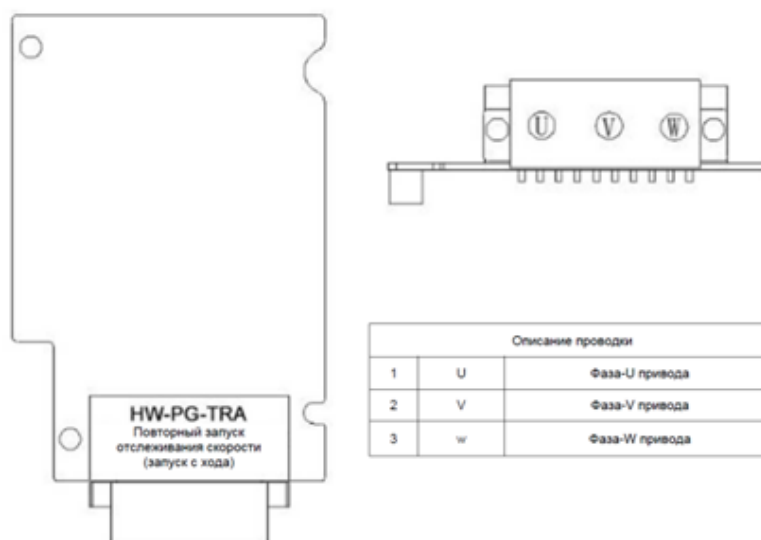 U V W
Описание проводки
1 U Фаза-U привода
2 V Фаза-V привода
3 w Фаза-W привода
HW-PG-TRA
Повторный запуск
отслеживания скорости
(запуск с хода)